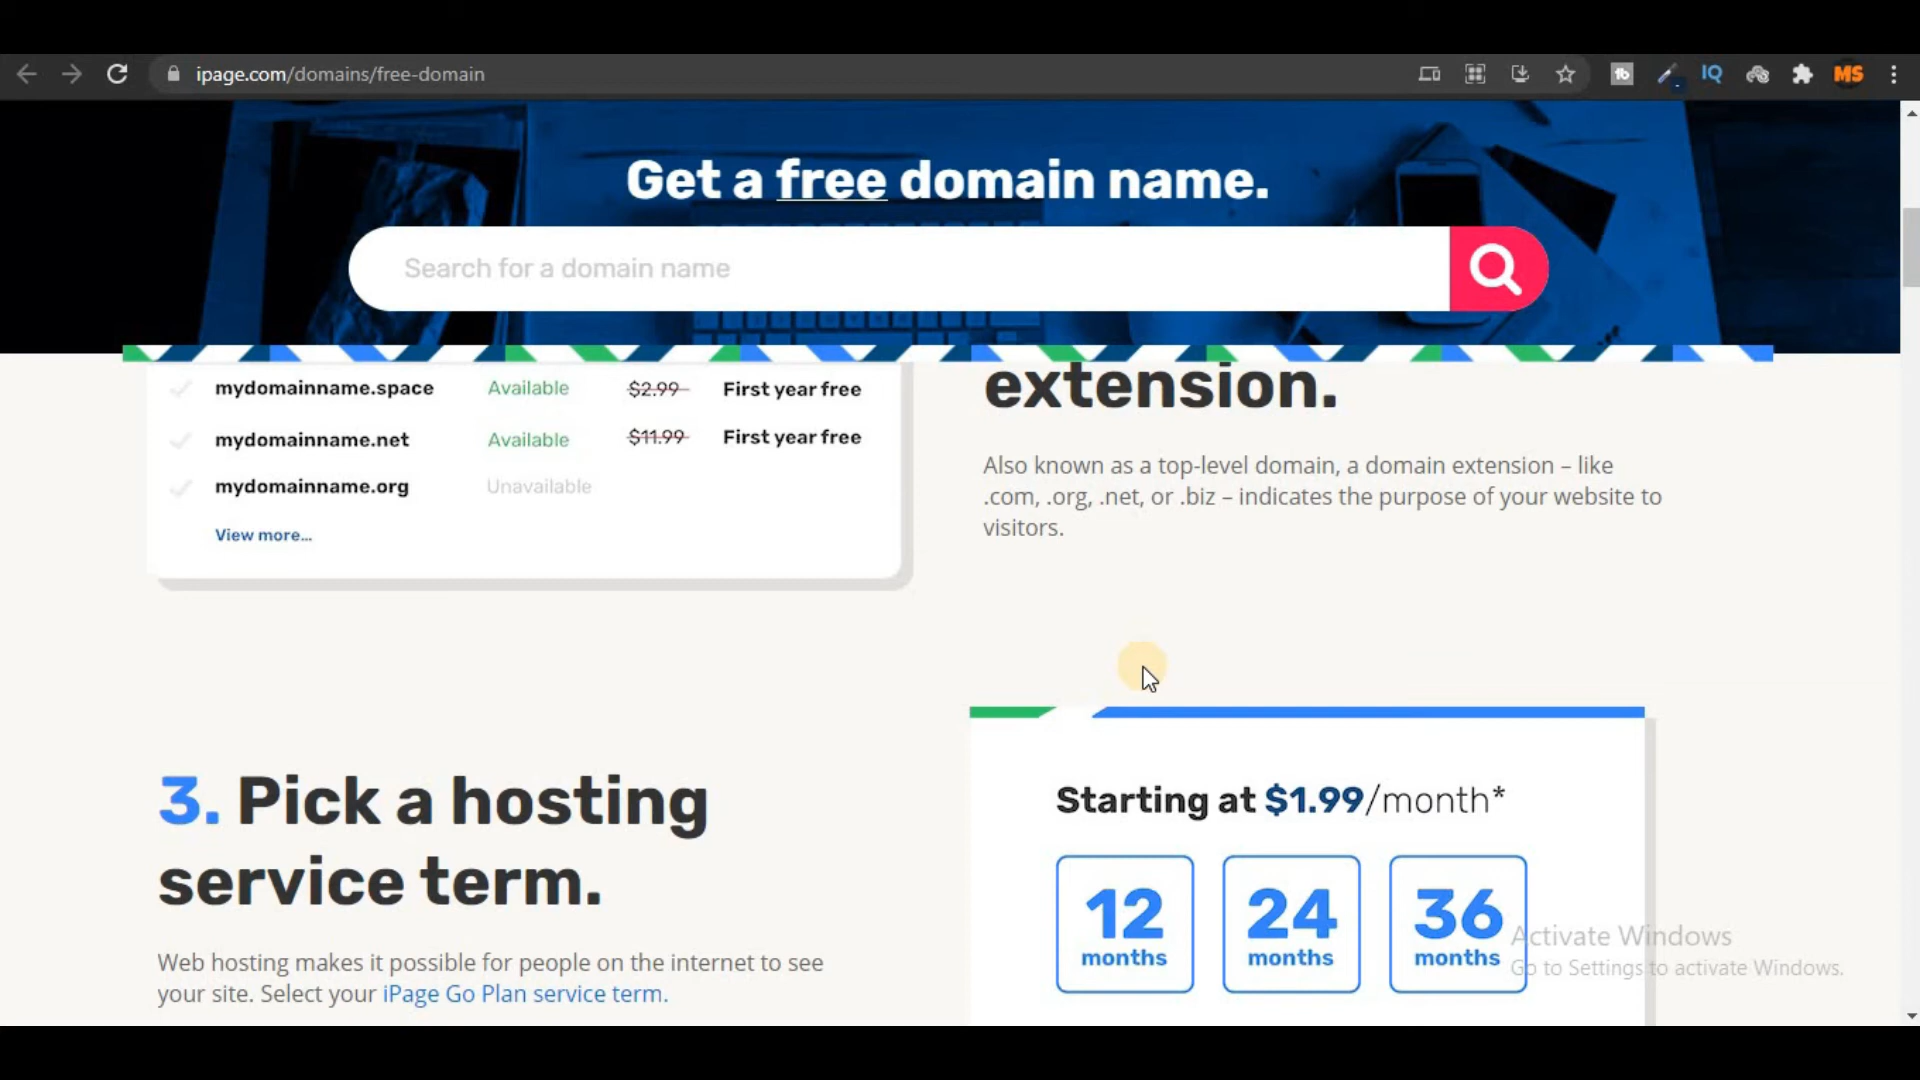 ipage.com/domains/free-domain
tb
IQ
MS
Get a free domain name.
Search for a domain name
mydomainname.space Available $2.99 First year free
mydomainname.net Available $11.99 First year free
mydomainname.org Unavailable
View more...
extension.
Also known as a top-level domain, a domain extension – like
.com, .org, .net, or .biz – indicates the purpose of your website to
visitors.
3. Pick a hosting
service term.
Web hosting makes it possible for people on the internet to see
your site. Select your iPage Go Plan service term.
Starting at $1.99/month*
12
months
24
months
36
months
Activate Windows
Go to Settings to activate Windows.